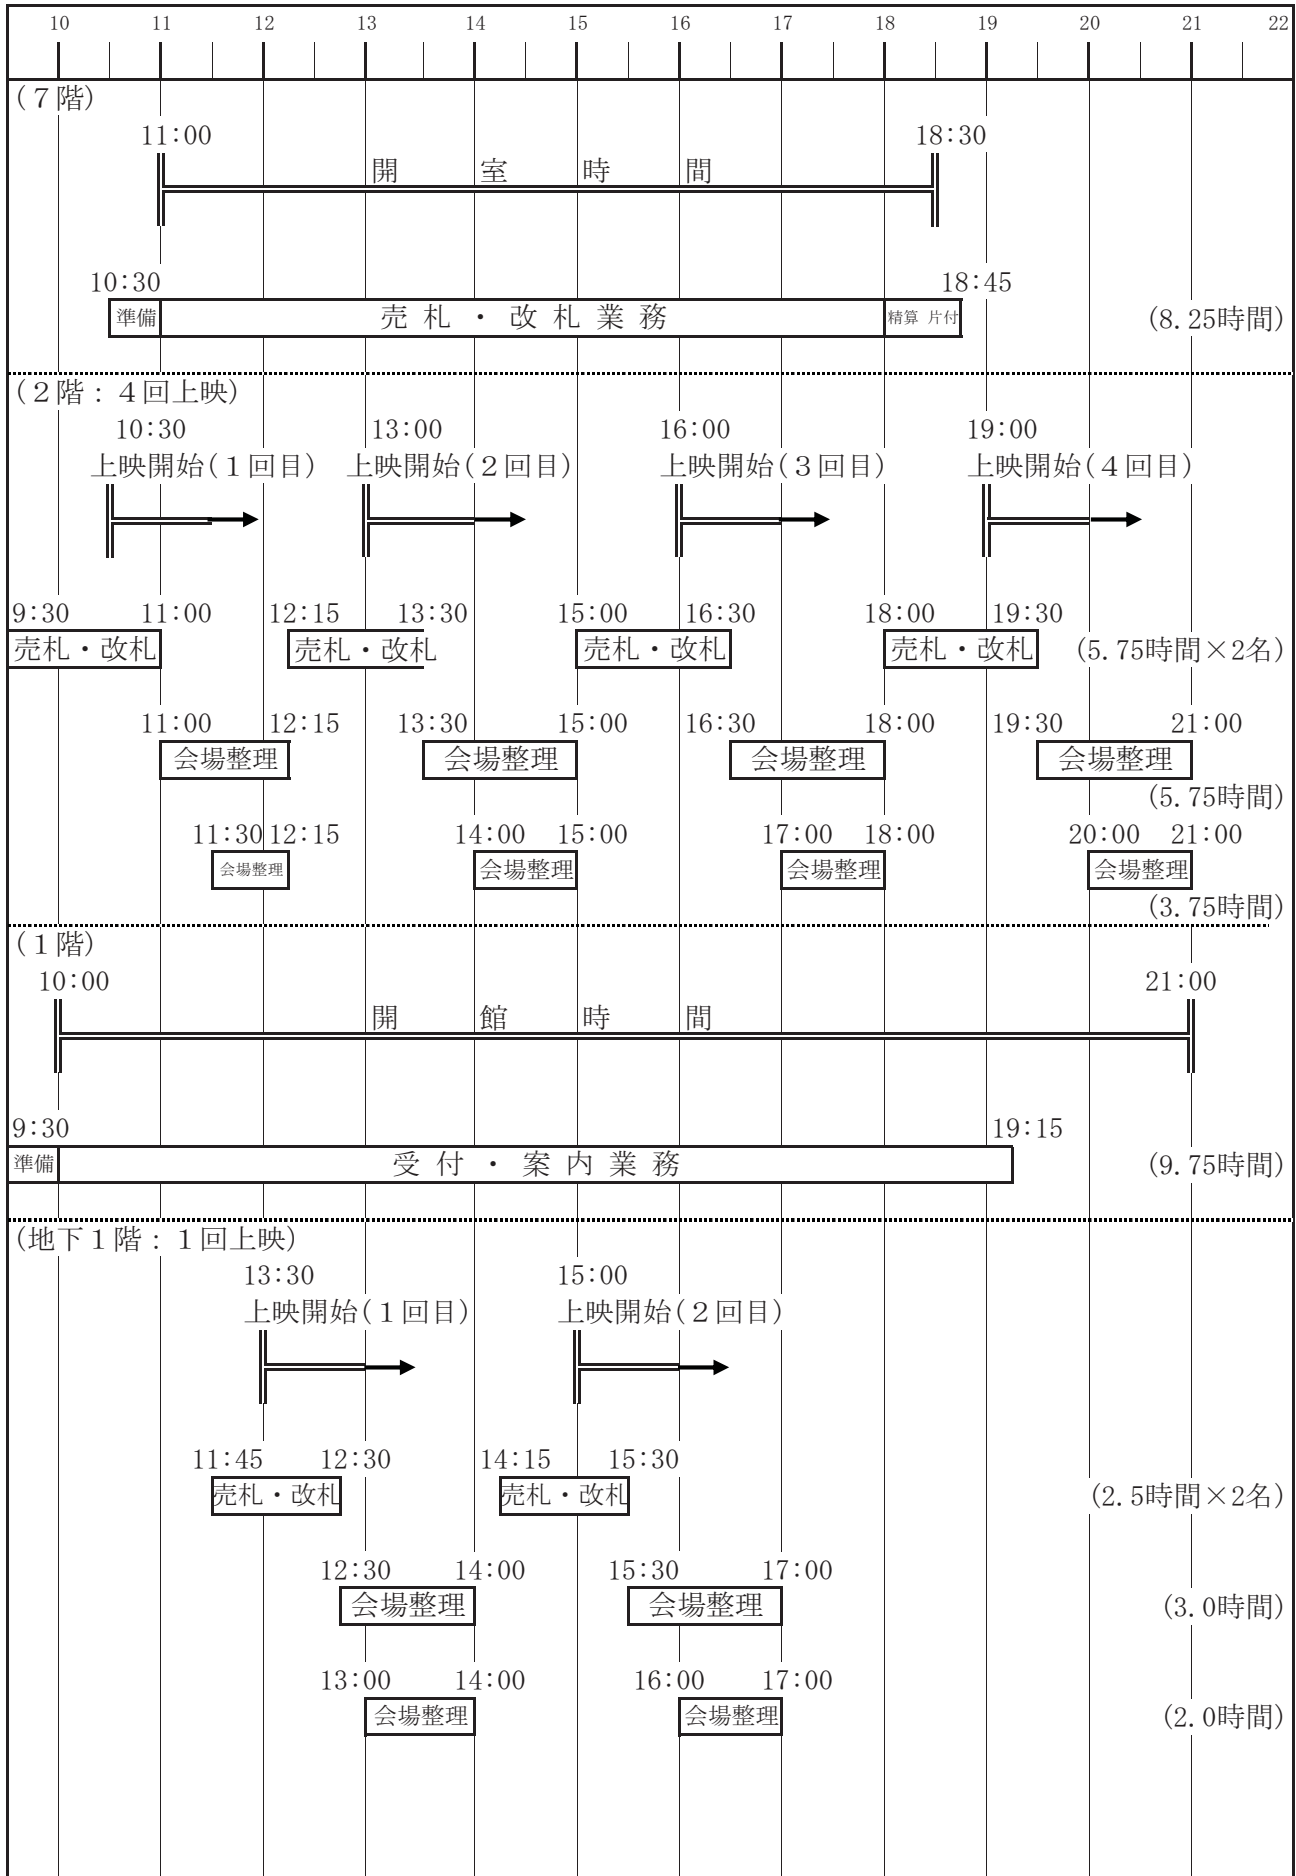 10 11 12 13 14 15 16 17 18 19 20 21 22
(７階)
11:00 18:30
開室時間
10:30 18:45
準備 売札・改札業務 精算 片付 (8.25時間)
(２階：４回上映)
10:30 13:00 16:00 19:00
上映開始(１回目) 上映開始(２回目) 上映開始(３回目) 上映開始(４回目)
9:30 11:00 12:15 13:30 15:00 16:30 18:00 19:30
売札・改札 売札・改札 売札・改札 売札・改札 (5.75時間×2名)
11:00 12:15 13:30 15:00 16:30 18:00 19:30 21:00
会場整理 会場整理 会場整理 会場整理
(5.75時間)
11:30 12:15 14:00 15:00 17:00 18:00 20:00 21:00
会場整理 会場整理 会場整理 会場整理
(3.75時間)
(１階)
10:00 21:00
開館時間
9:30 19:15
準備 受付・案内業務 (9.75時間)
(地下１階：１回上映)
13:30 15:00
上映開始(１回目) 上映開始(２回目)
11:45 12:30 14:15 15:30
売札・改札 売札・改札 (2.5時間×2名)
12:30 14:00 15:30 17:00
会場整理 会場整理 (3.0時間)
13:00 14:00 16:00 17:00
会場整理 会場整理 (2.0時間)